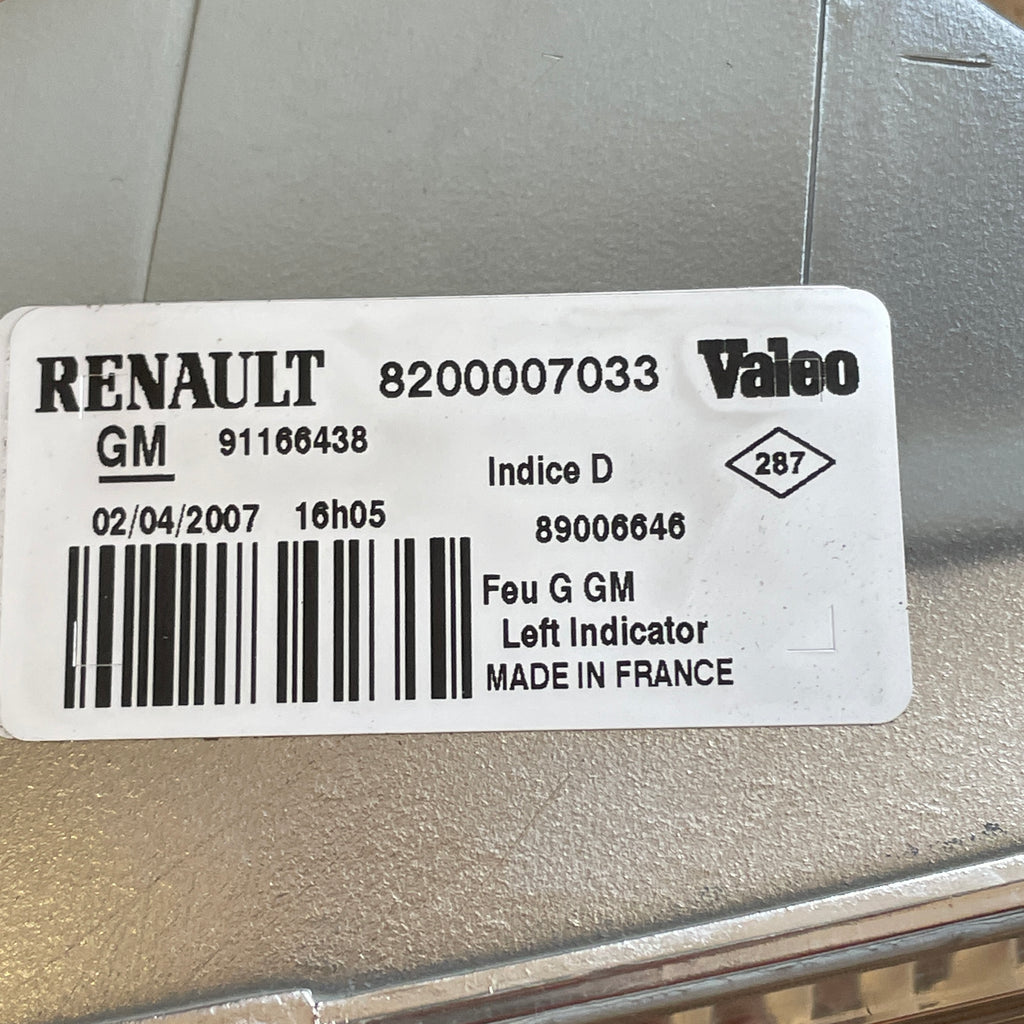 RENAULT 8200007033 Valeo
GM 91166438
Indice D 287
02/04/2007 16h05 89006646
Feu G GM
Left Indicator
MADE IN FRANCE